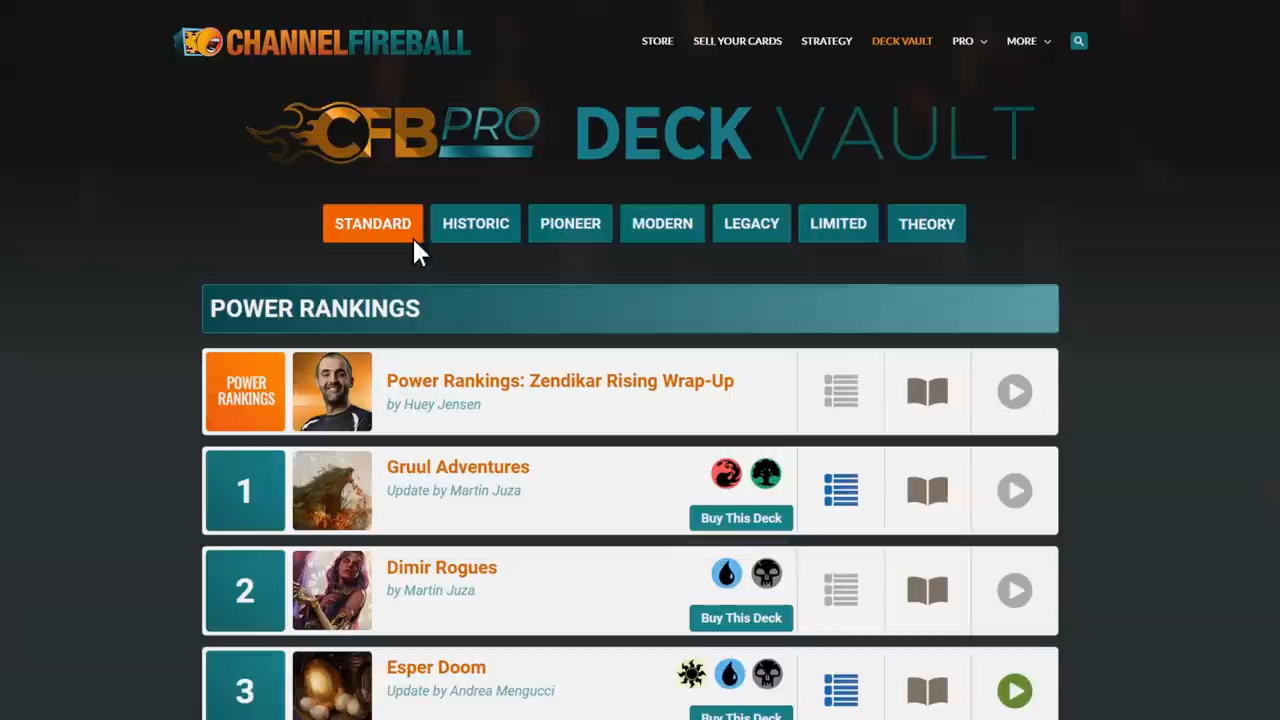 CHANNELFIREBALL
STORE SELL YOUR CARDS STRATEGY DECK VAULT PRO MORE
CFB PRO DECK VAULT
STANDARD HISTORIC PIONEER MODERN LEGACY LIMITED THEORY
POWER RANKINGS
POWER
RANKINGS
Power Rankings: Zendikar Rising Wrap-Up
by Huey Jensen
1
Gruul Adventures
Update by Martin Juza
Buy This Deck
2
Dimir Rogues
by Martin Juza
Buy This Deck
3
Esper Doom
Update by Andrea Mengucci
Buy This Deck